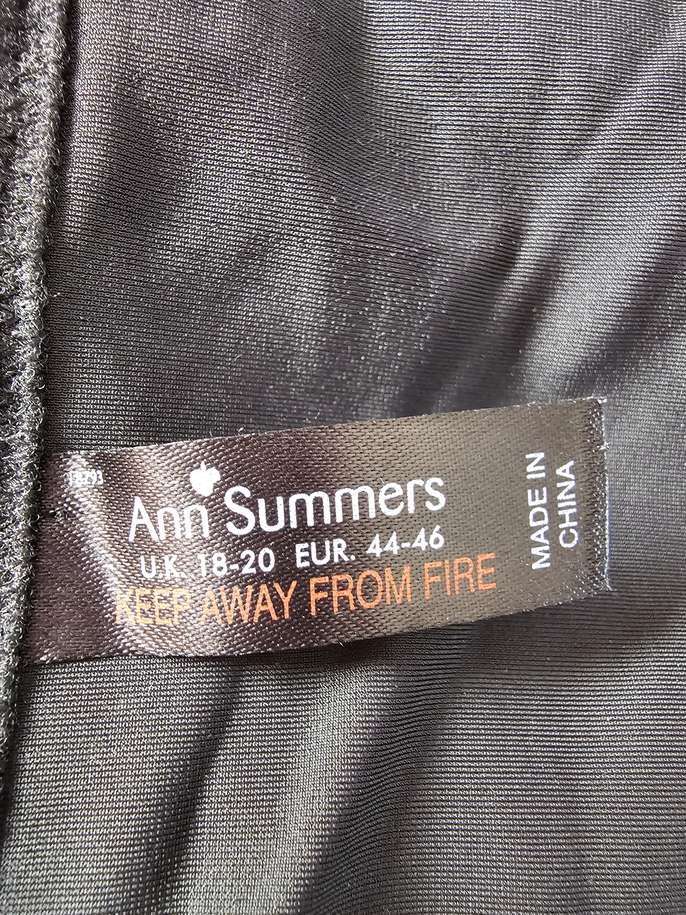 Ann Summers
U.K. 18-20 EUR. 44-46
KEEP AWAY FROM FIRE
MADE IN
CHINA